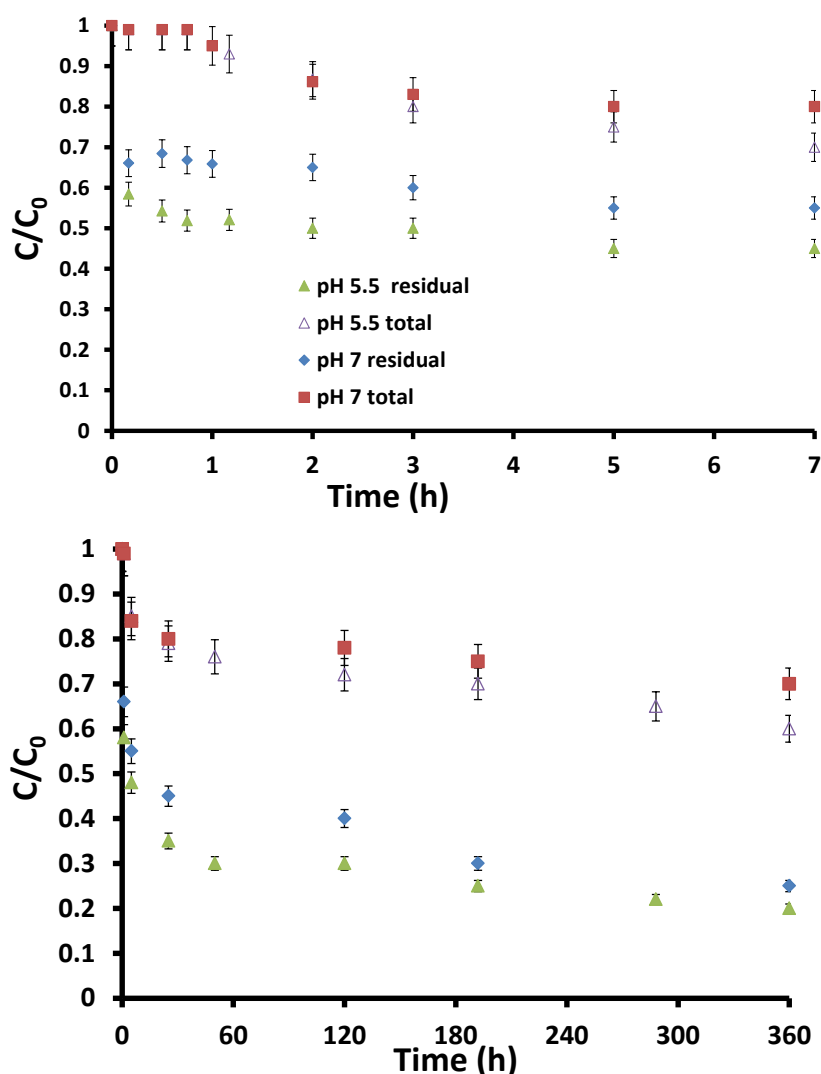 1
0.9
0.8
0.7
0.6
0.5
0.4
0.3
0.2
0.1
0
C/C0
pH 5.5 residual
pH 5.5 total
pH 7 residual
pH 7 total
0 1 2 3 4 5 6 7
Time (h)
1
0.9
0.8
0.7
0.6
0.5
0.4
0.3
0.2
0.1
0
C/C0
0 60 120 180 240 300 360
Time (h)